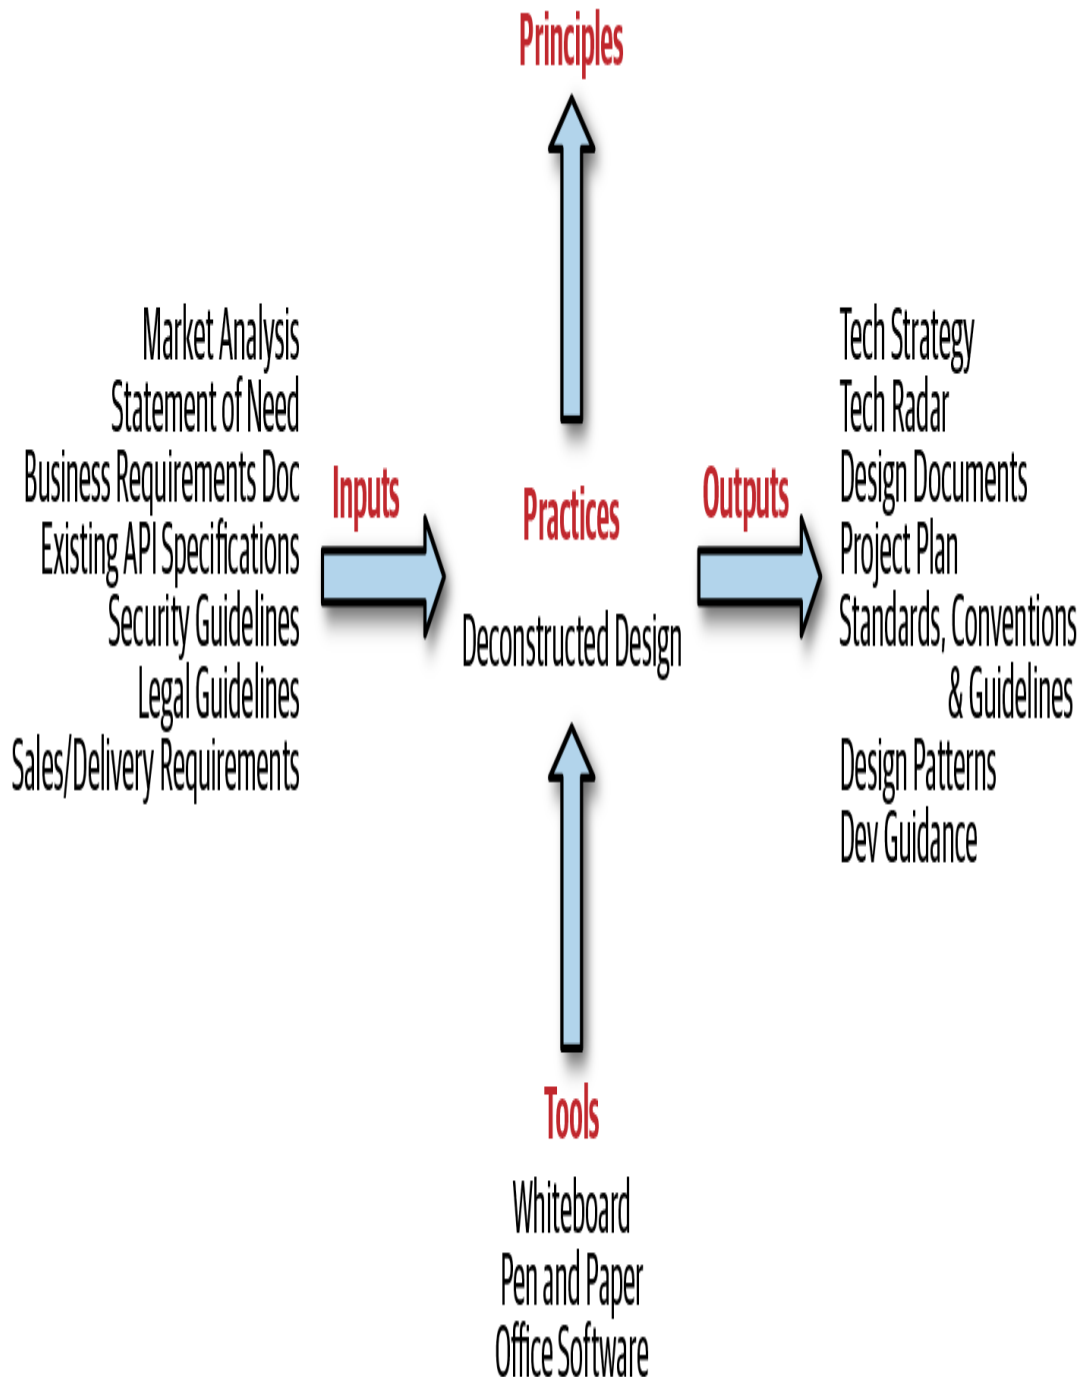 Principles
Market Analysis
Statement of Need
Business Requirements Doc
Existing API Specifications
Security Guidelines
Legal Guidelines
Sales/Delivery Requirements
Inputs
Practices
Deconstructed Design
Outputs
Tech Strategy
Tech Radar
Design Documents
Project Plan
Standards, Conventions
& Guidelines
Design Patterns
Dev Guidance
Tools
Whiteboard
Pen and Paper
Office Software